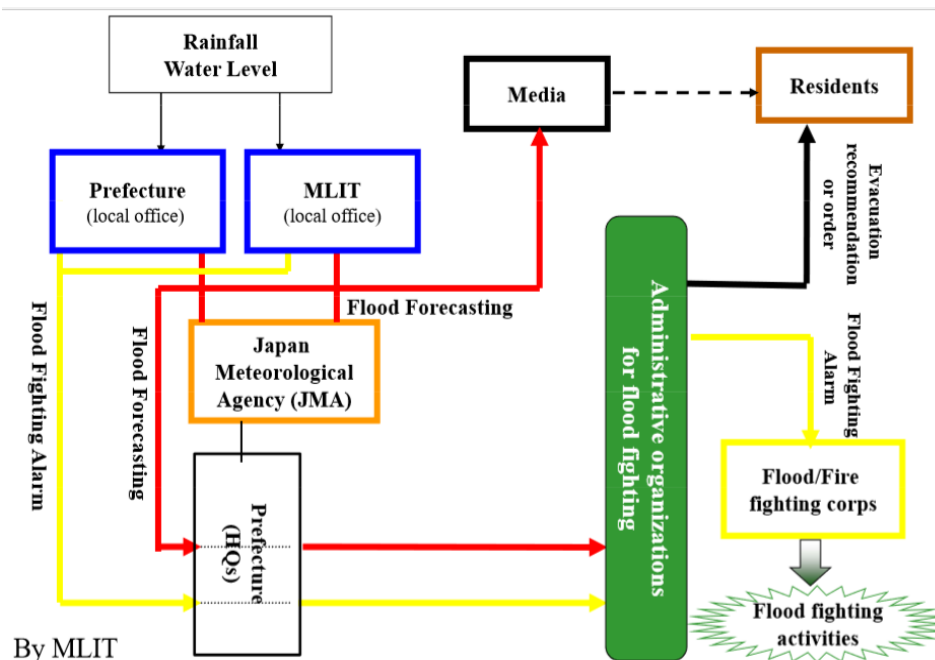 Rainfall
Water Level
Media
Residents
Prefecture
(local office)
MLIT
(local office)
Evacuation
recommendation
or order
Flood Forecasting
Flood Fighting Alarm
Flood Forecasting
Japan
Meteorological
Agency (JMA)
Administrative organizations
for flood fighting
Flood Fighting
Alarm
Prefecture
(HQs)
Flood/Fire
fighting corps
Flood fighting
activities
By MLIT